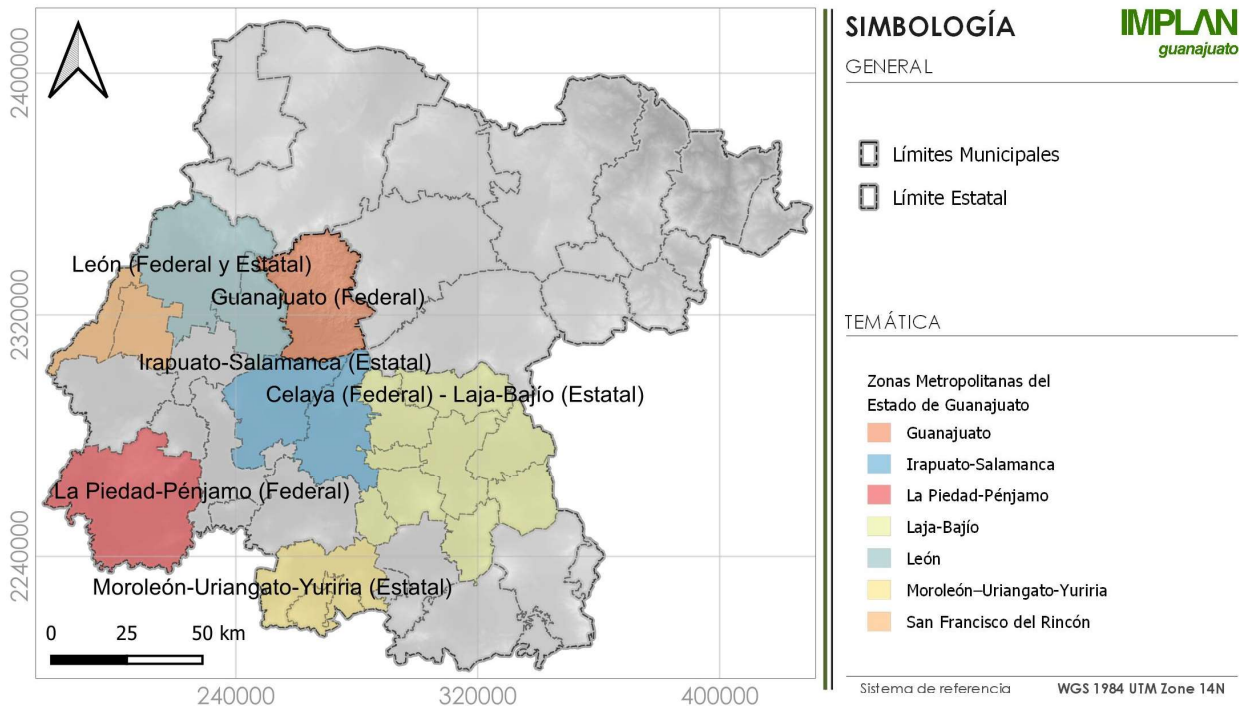 2400000
2320000
2240000
León (Federal y Estatal)
Guanajuato (Federal)
Irapuato-Salamanca (Estatal)
Celaya (Federal) - Laja-Bajío (Estatal)
La Piedad-Pénjamo (Federal)
Moroleón-Uriangato-Yuriria (Estatal)
0 25 50 km
240000 320000 400000
SIMBOLOGÍA
IMPLAN
guanajuato
GENERAL
Límites Municipales
Límite Estatal
TEMÁTICA
Zonas Metropolitanas del
Estado de Guanajuato
Guanajuato
Irapuato-Salamanca
La Piedad-Pénjamo
Laja-Bajío
León
Moroleón–Uriangato-Yuriria
San Francisco del Rincón
Sistema de referencia WGS 1984 UTM Zone 14N